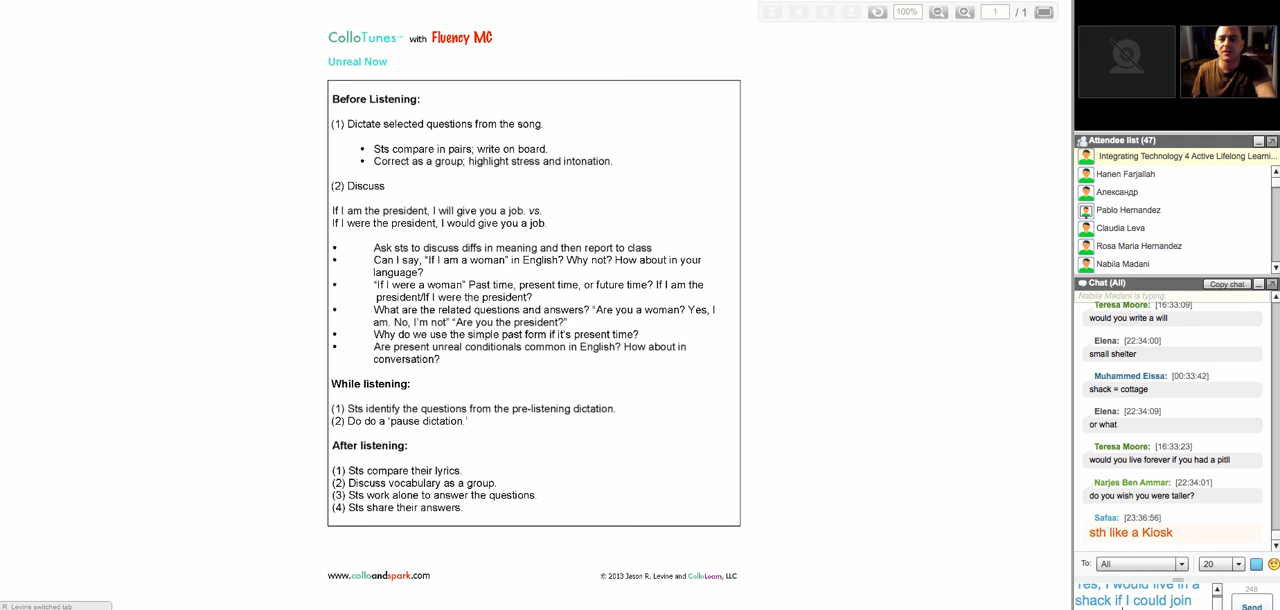 100%
1
/ 1
ColloTunes™ with Fluency MC
Unreal Now
Before Listening:
(1) Dictate selected questions from the song.
• Sts compare in pairs; write on board.
• Correct as a group; highlight stress and intonation.
(2) Discuss
If I am the president, I will give you a job. vs.
If I were the president, I would give you a job.
• Ask sts to discuss diffs in meaning and then report to class
• Can I say, “If I am a woman” in English? Why not? How about in your
language?
• “If I were a woman” Past time, present time, or future time? If I am the
president/If I were the president?
• What are the related questions and answers? “Are you a woman? Yes, I
am. No, I’m not” “Are you the president?”
• Why do we use the simple past form if it’s present time?
• Are present unreal conditionals common in English? How about in
conversation?
While listening:
(1) Sts identify the questions from the pre-listening dictation.
(2) Do do a ‘pause dictation.’
After listening:
(1) Sts compare their lyrics.
(2) Discuss vocabulary as a group.
(3) Sts work alone to answer the questions.
(4) Sts share their answers.
www.colloandspark.com
© 2013 Jason R. Levine and ColloLearn, LLC
R. Levine switched tab
Attendee list (47)
Integrating Technology 4 Active Lifelong Learni...
Hanen Farjallah
Александр
Pablo Hernandez
Claudia Leva
Rosa Maria Hernandez
Nabila Madani
Chat (All)
Copy chat
Nabila Madani is typing.
Teresa Moore: [16:33:09]
would you write a will
Elena: [22:34:00]
small shelter
Muhammed Eissa: [00:33:42]
shack = cottage
Elena: [22:34:09]
or what
Teresa Moore: [16:33:23]
would you live forever if you had a pitll
Narjes Ben Ammar: [22:34:01]
do you wish you were taller?
Safaa: [23:36:56]
sth like a Kiosk
To: All
20
Yes, I would live in a
shack if I could join
248
Send